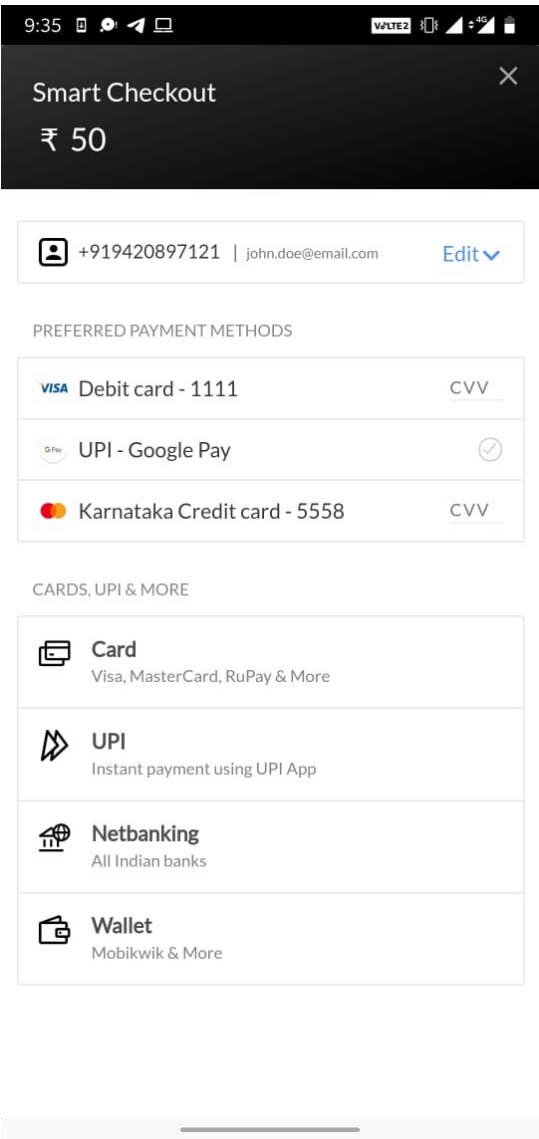 9:35 VoLTE2 4G
Smart Checkout
₹ 50
+919420897121 | john.doe@email.com Edit
PREFERRED PAYMENT METHODS
VISA Debit card - 1111 CVV
G Pay UPI - Google Pay
Karnataka Credit card - 5558 CVV
CARDS, UPI & MORE
Card
Visa, MasterCard, RuPay & More
UPI
Instant payment using UPI App
Netbanking
All Indian banks
Wallet
Mobikwik & More